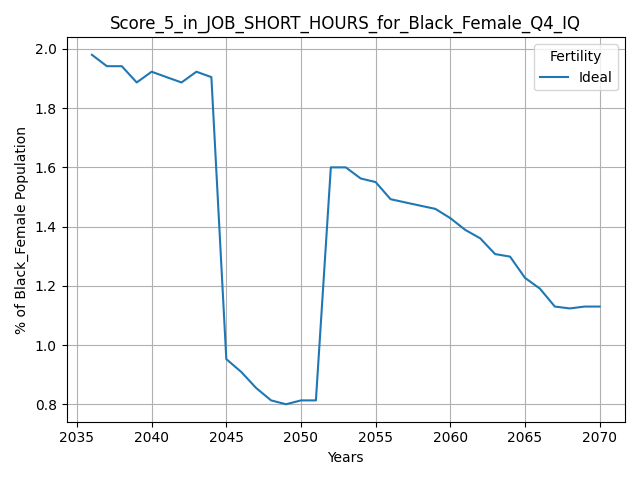 Score_5_in_JOB_SHORT_HOURS_for_Black_Female_Q4_IQ
% of Black_Female Population
2.0
1.8
1.6
1.4
1.2
1.0
0.8
Fertility
Ideal
2035 2040 2045 2050 2055 2060 2065 2070
Years